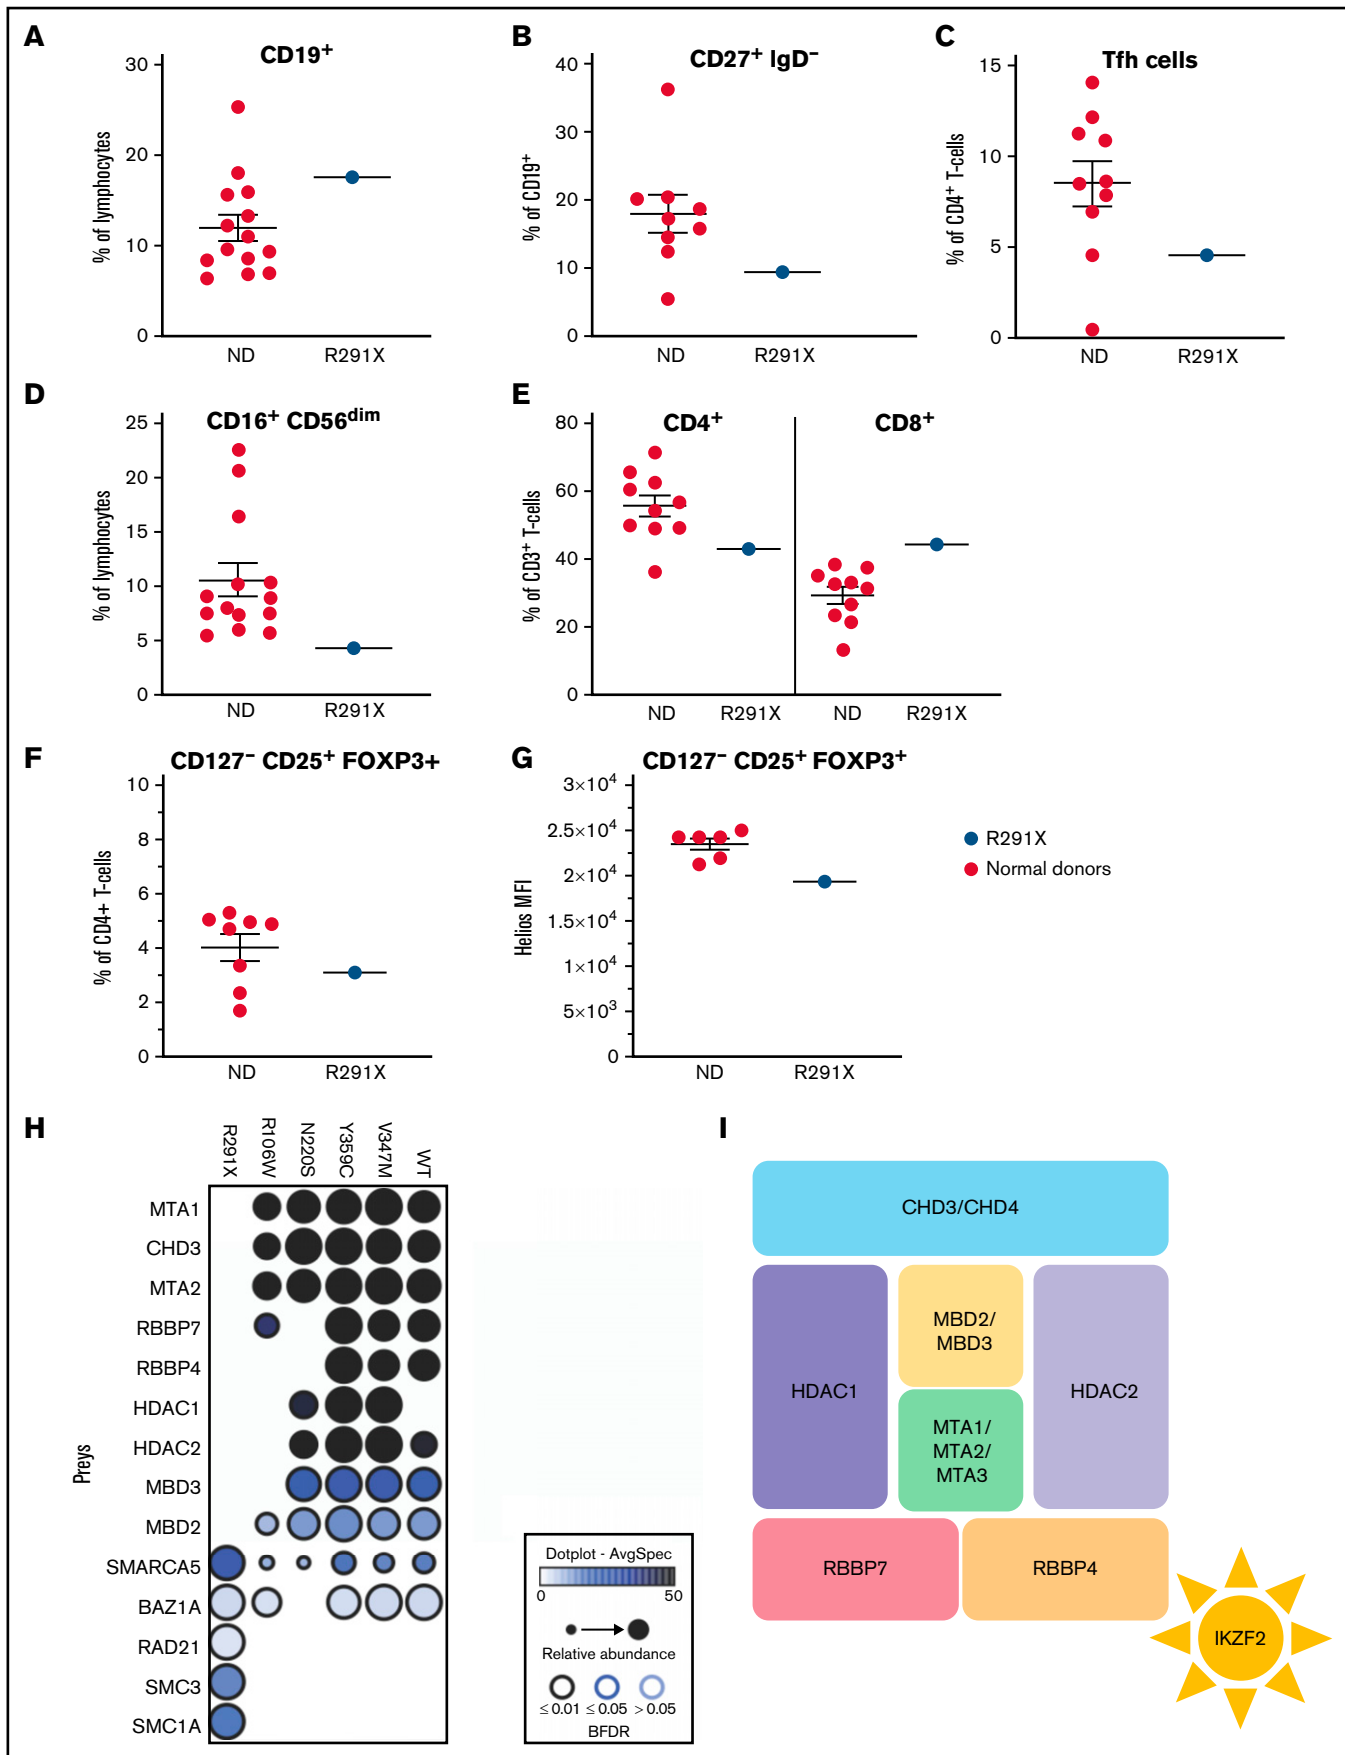 A
CD19+
% of lymphocytes
30
20
10
0
ND
R291X
B
CD27+ IgD−
% of CD19+
40
30
20
10
0
ND
R291X
C
Tfh cells
% of CD4+ T-cells
15
10
5
0
ND
R291X
D
CD16+ CD56dim
% of lymphocytes
25
20
15
10
5
0
ND
R291X
E
CD4+
CD8+
% of CD3+ T-cells
80
60
40
20
0
ND
R291X
ND
R291X
F
CD127− CD25+ FOXP3+
% of CD4+ T-cells
10
8
6
4
2
0
ND
R291X
G
CD127− CD25+ FOXP3+
Helios MFI
3×10⁴
2.5×10⁴
2×10⁴
1.5×10⁴
1×10⁴
5×10³
0
ND
R291X
R291X
Normal donors
H
R291X
R106W
N220S
Y359C
V347M
WT
Preys
MTA1
CHD3
MTA2
RBBP7
RBBP4
HDAC1
HDAC2
MBD3
MBD2
SMARCA5
BAZ1A
RAD21
SMC3
SMC1A
Dotplot - AvgSpec
0 50
Relative abundance
≤ 0.01 ≤ 0.05 > 0.05
BFDR
I
CHD3/CHD4
HDAC1
MBD2/
MBD3
HDAC2
MTA1/
MTA2/
MTA3
RBBP7
RBBP4
IKZF2